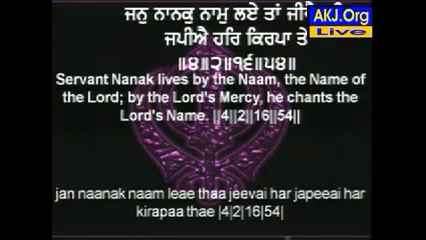 ਜਨੁ ਨਾਨਕੁ ਨਾਮੁ ਲਏ ਤਾਂ
AKJ.Org
Live
ਜਪੀਐ ਹਰਿ ਕਿਰਪਾ ਤੇ
॥੪॥੨॥੧੬॥੫੪॥
Servant Nanak lives by the Naam, the Name of
the Lord; by the Lord's Mercy, he chants the
Lord's Name. ||4||2||16||54||
jan naanak naam leae thaa jeevai har japeeai har
kirapaa thae |4|2|16|54|